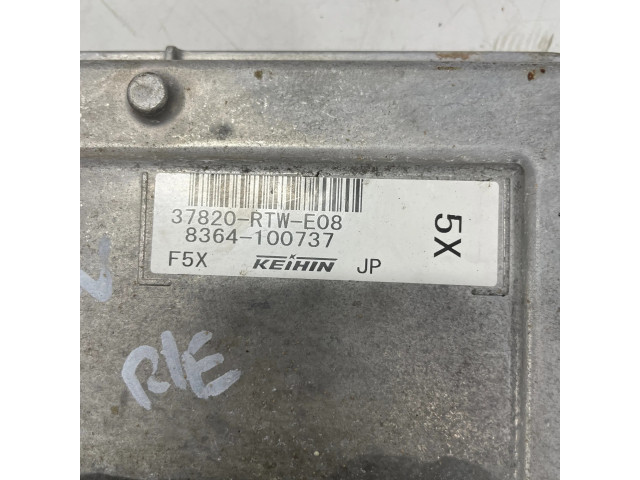 37820-RTW-E08
8364-100737
F5X KEIHIN JP
5X
RIE